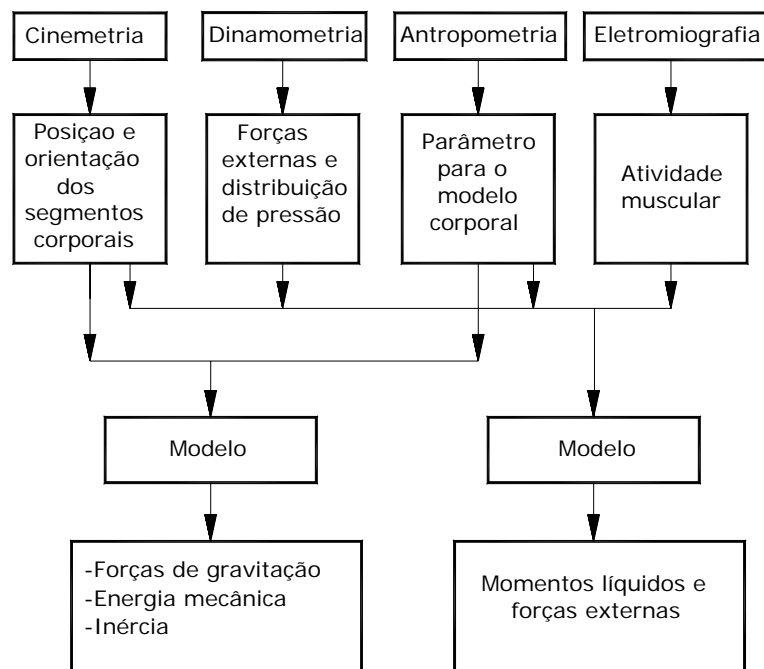 Cinemetria
Dinamometria
Antropometria
Eletromiografia
Posiçao e
orientação
dos
segmentos
corporais
Forças
externas e
distribuição
de pressão
Parâmetro
para o
modelo
corporal
Atividade
muscular
Modelo
Modelo
-Forças de gravitação
-Energia mecânica
-Inércia
Momentos líquidos e
forças externas